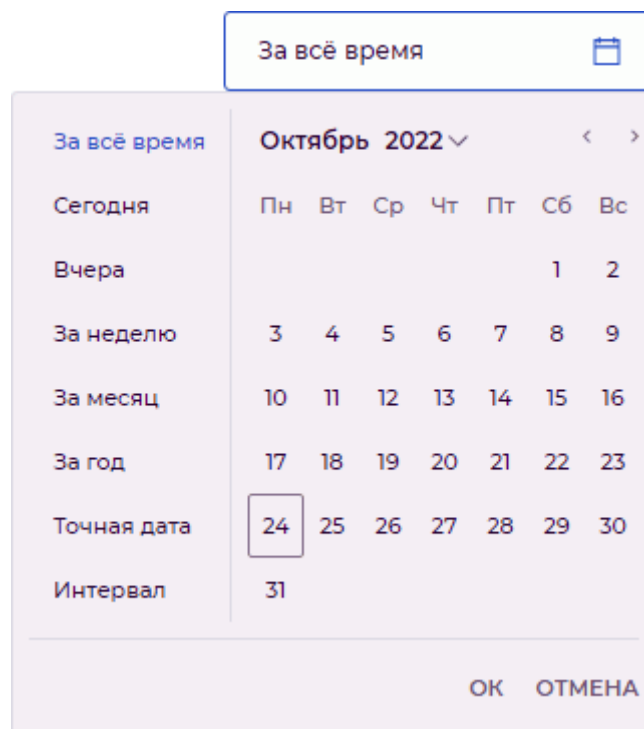 За всё время
За всё время
Октябрь 2022
Сегодня
Пн Вт Ср Чт Пт Сб Вс
Вчера
1 2
За неделю
3 4 5 6 7 8 9
За месяц
10 11 12 13 14 15 16
За год
17 18 19 20 21 22 23
Точная дата
24 25 26 27 28 29 30
Интервал
31
ОК ОТМЕНА